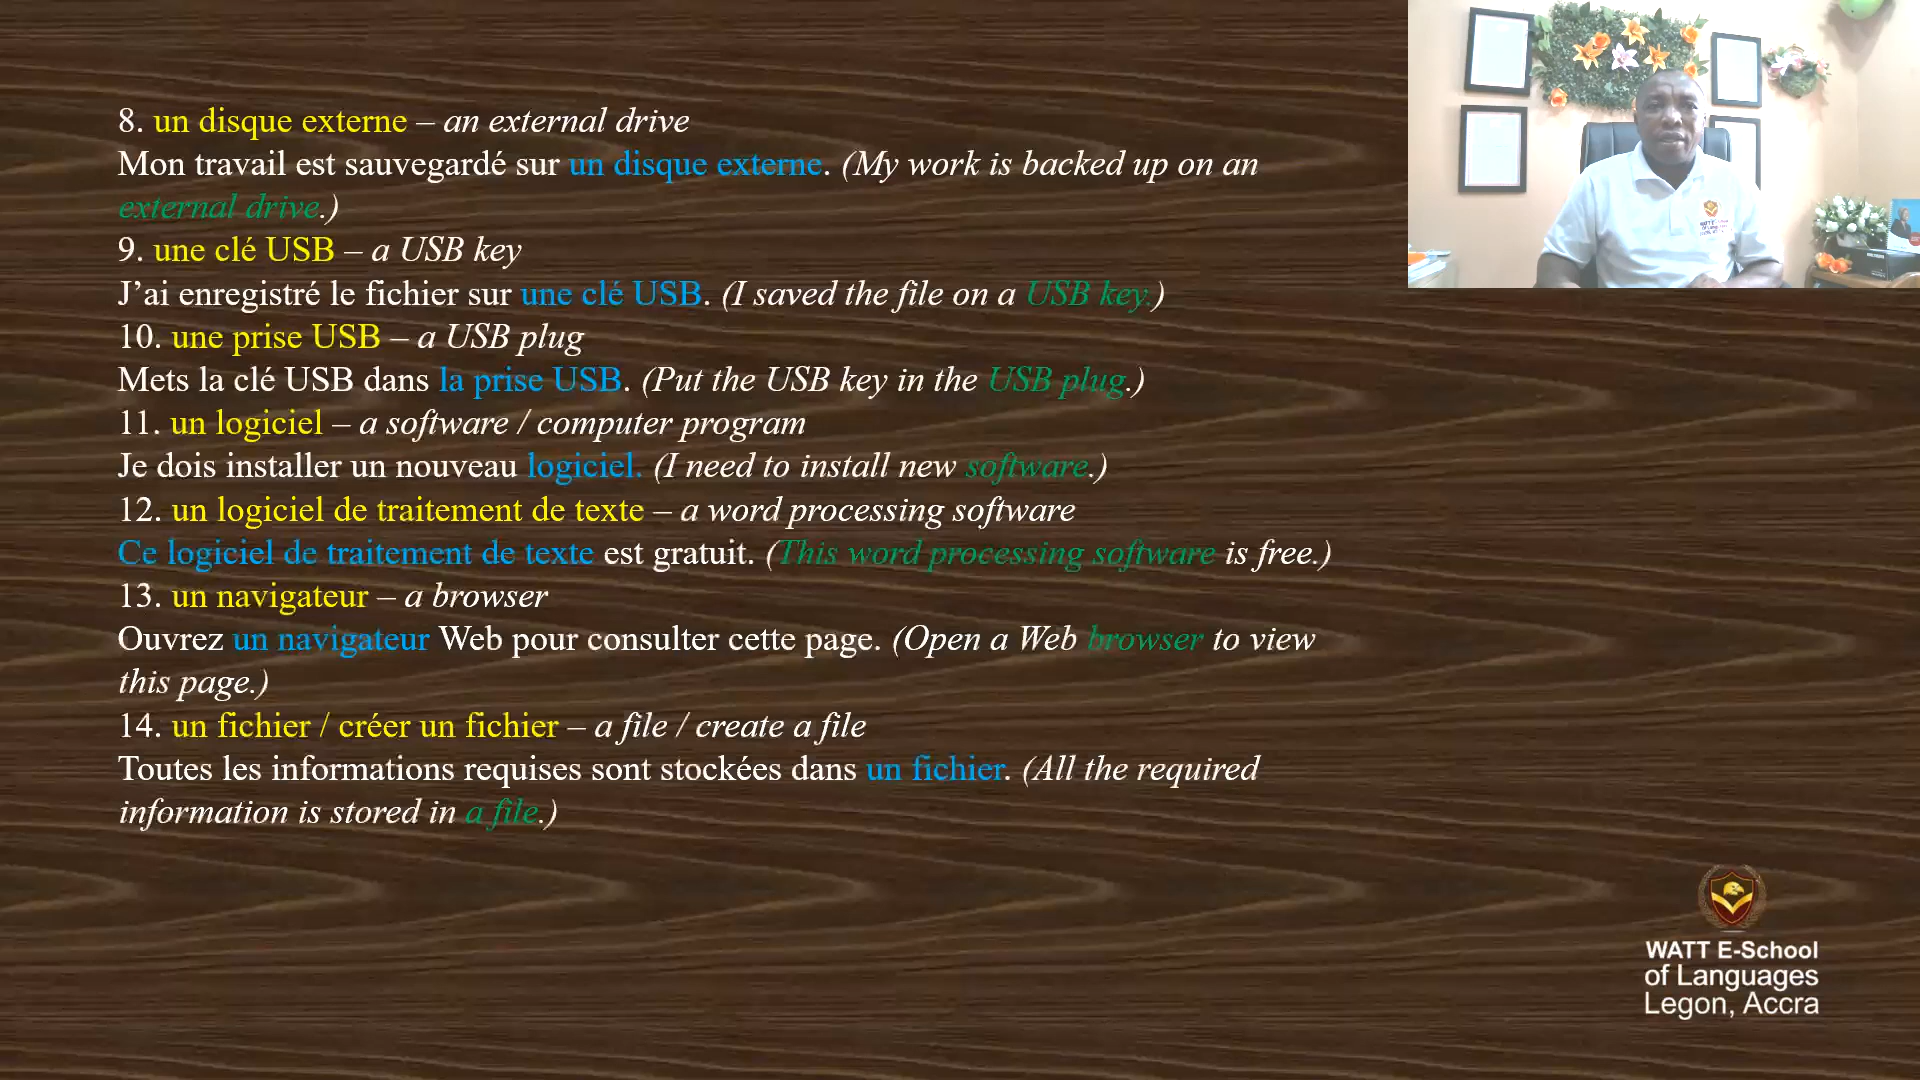 8. un disque externe – an external drive
Mon travail est sauvegardé sur un disque externe. (My work is backed up on an
external drive.)
9. une clé USB – a USB key
J’ai enregistré le fichier sur une clé USB. (I saved the file on a USB key.)
10. une prise USB – a USB plug
Mets la clé USB dans la prise USB. (Put the USB key in the USB plug.)
11. un logiciel – a software / computer program
Je dois installer un nouveau logiciel. (I need to install new software.)
12. un logiciel de traitement de texte – a word processing software
Ce logiciel de traitement de texte est gratuit. (This word processing software is free.)
13. un navigateur – a browser
Ouvrez un navigateur Web pour consulter cette page. (Open a Web browser to view
this page.)
14. un fichier / créer un fichier – a file / create a file
Toutes les informations requises sont stockées dans un fichier. (All the required
information is stored in a file.)
WATT E-School
of Languages
Legon, Accra